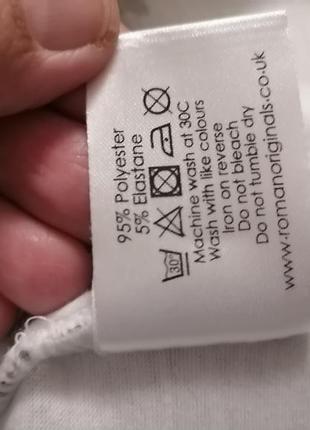 95% Polyester
5% Elastane
30°
Machine wash at 30C
Wash with like colours
Iron on reverse
Do not bleach
Do not tumble dry
www.romanoriginals.co.uk